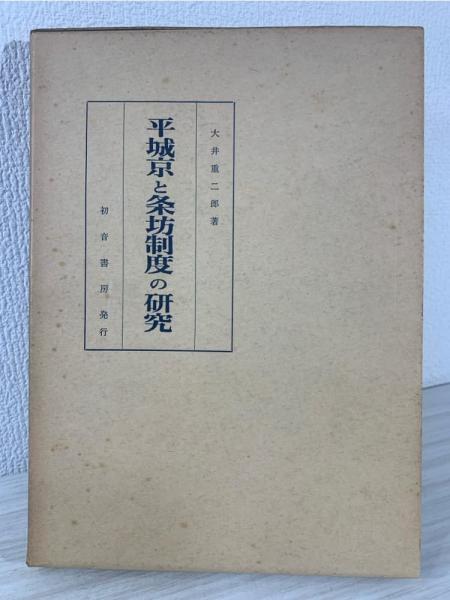 大井重二郎著
平城京と条坊制度の研究
初音書房発行